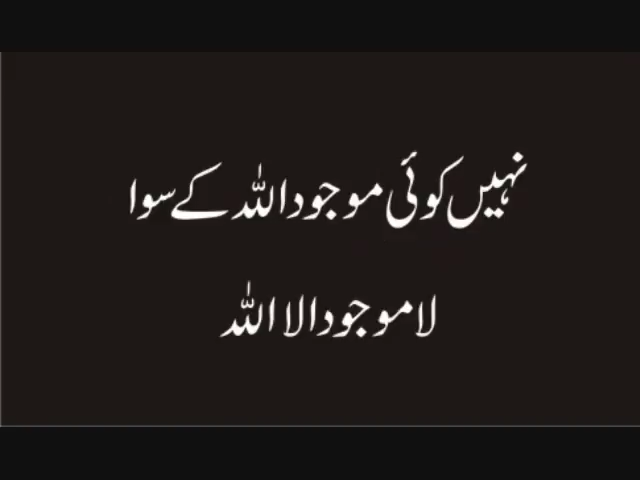 نہیں کوئی موجود اللہ کے سوا
لا موجود الا اللہ